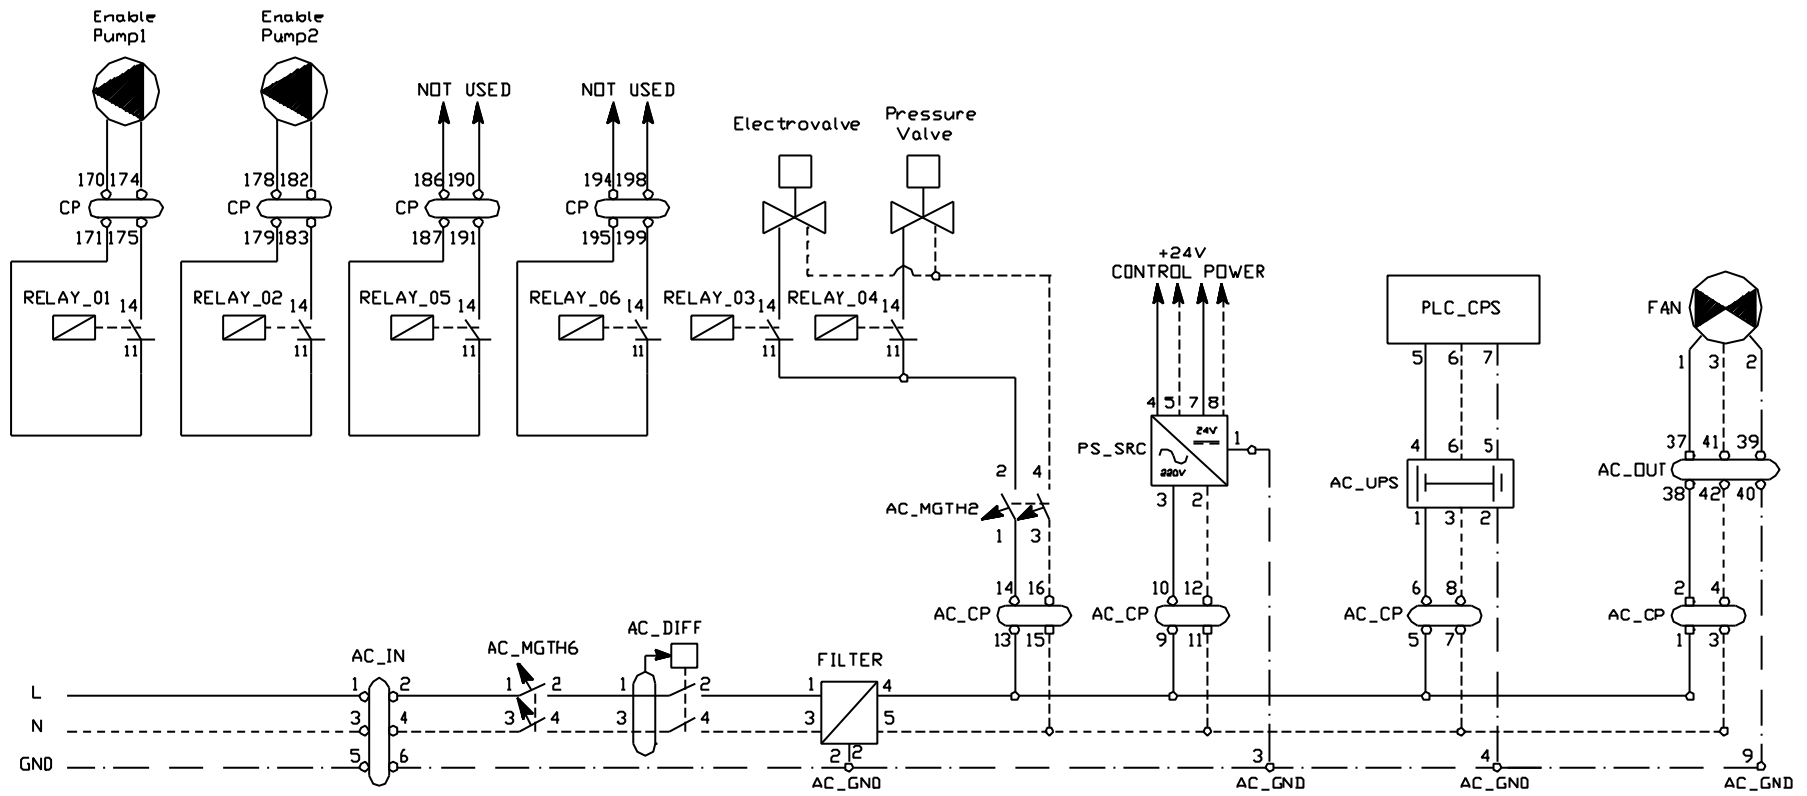 Enable
Pump1
Enable
Pump2
NOT USED
NOT USED
Electrovalve
Pressure
Valve
170 174
178 182
186 190
194 198
CP
CP
CP
CP
171 175
179 183
187 191
195 199
+24V
CONTROL POWER
RELAY_01
14
11
RELAY_02
14
11
RELAY_05
14
11
RELAY_06
14
11
RELAY_03
14
11
RELAY_04
14
11
PLC_CPS
5 6 7
FAN
1 3 2
4 5 7 8
PS_SRC
24V
220V
1
3 2
4 6 5
AC_UPS
1 3 2
37 41 39
AC_OUT
38 42 40
2 4
AC_MGTH2
1 3
14 16
AC_CP
13 15
10 12
AC_CP
9 11
6 8
AC_CP
5 7
2 4
AC_CP
1 3
AC_IN
AC_MGTH6
AC_DIFF
FILTER
L
1 2
1 2
1 2
1 4
N
3 4
3 4
3 4
3 5
GND
5 6
2 2
3
4
9
AC_GND
AC_GND
AC_GND
AC_GND